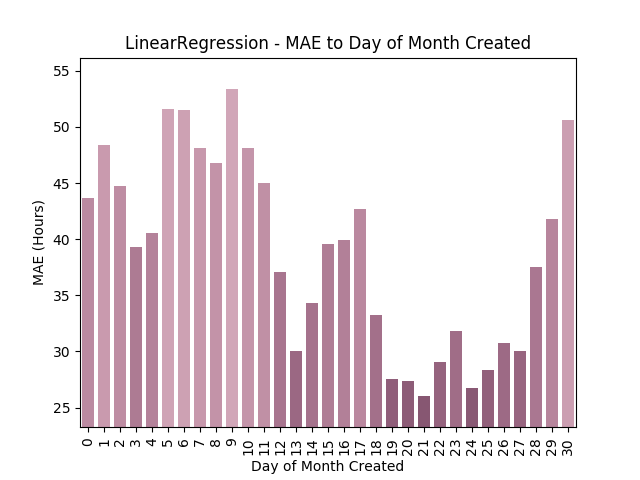 LinearRegression - MAE to Day of Month Created
MAE (Hours)
55
50
45
40
35
30
25
0 1 2 3 4 5 6 7 8 9 10 11 12 13 14 15 16 17 18 19 20 21 22 23 24 25 26 27 28 29 30
Day of Month Created